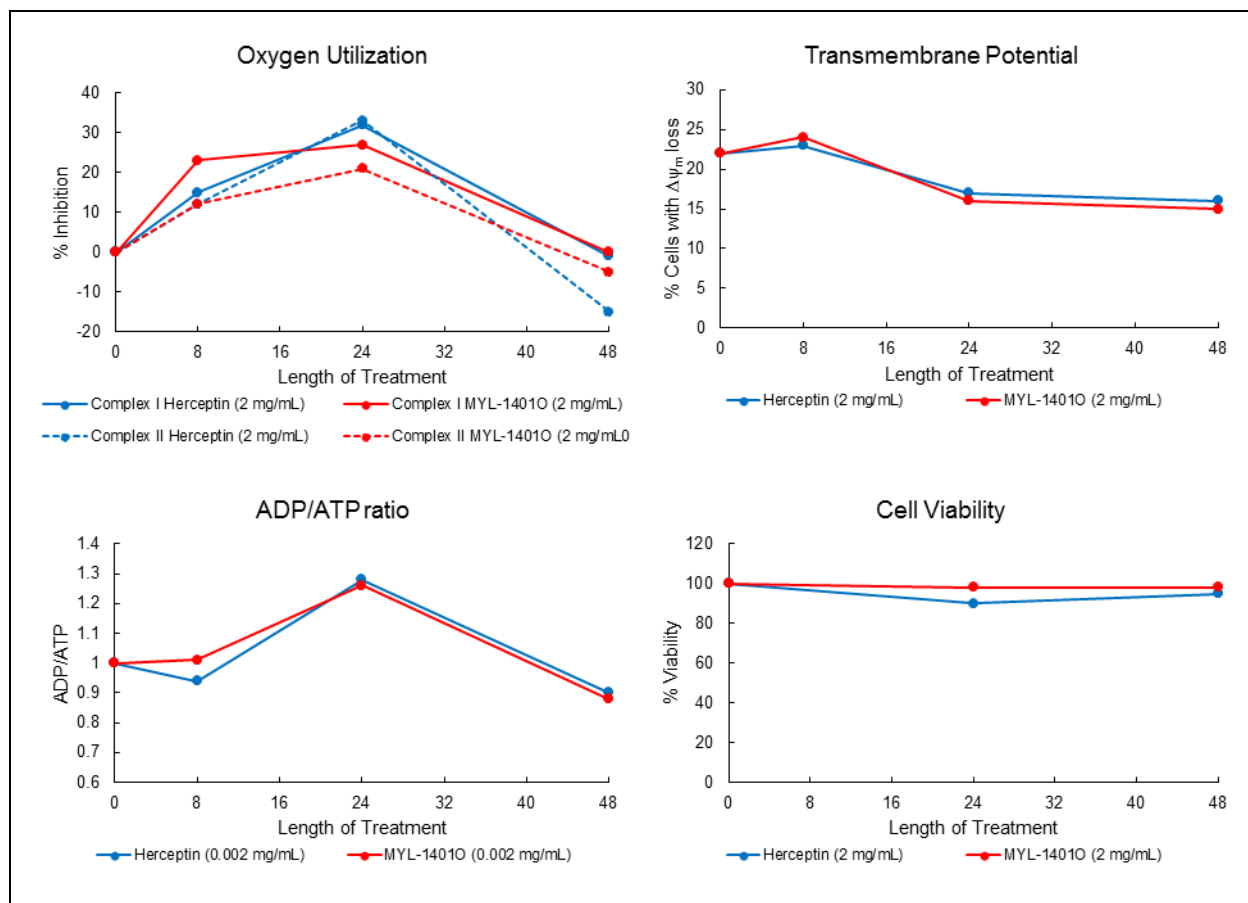 Oxygen Utilization
% Inhibition
40
30
20
10
0
-10
-20
0 8 16 24 32 40 48
Length of Treatment
Complex I Herceptin (2 mg/mL) Complex I MYL-1401O (2 mg/mL)
Complex II Herceptin (2 mg/mL) Complex II MYL-1401O (2 mg/mL0
Transmembrane Potential
% Cells with Δψm loss
30
25
20
15
10
5
0
0 8 16 24 32 40 48
Length of Treatment
Herceptin (2 mg/mL) MYL-1401O (2 mg/mL)
ADP/ATP ratio
ADP/ATP
1.4
1.3
1.2
1.1
1
0.9
0.8
0.7
0.6
0 8 16 24 32 40 48
Length of Treatment
Herceptin (0.002 mg/mL) MYL-1401O (0.002 mg/mL)
Cell Viability
% Viability
120
100
80
60
40
20
0
0 8 16 24 32 40 48
Length of Treatment
Herceptin (2 mg/mL) MYL-1401O (2 mg/mL)